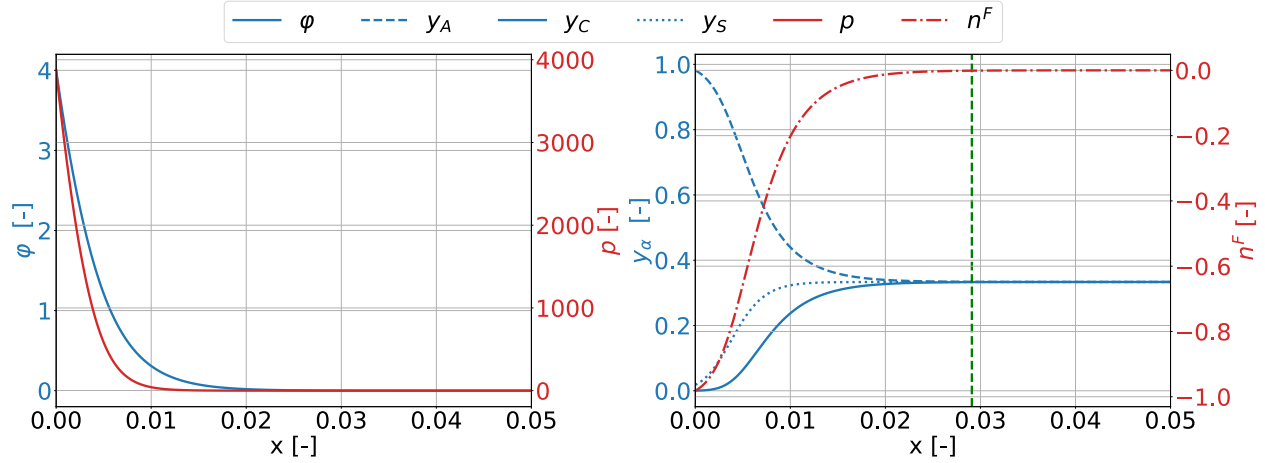 φ y_A y_C y_S p n^F
4 4000 1.0 0.0
3 3000 0.8 −0.2
φ [-] 2 2000 p [-] y_α [-] 0.6 −0.4 n^F [-]
1 1000 0.4 −0.6
0.2 −0.8
0 0 0.0 −1.0
0.00 0.01 0.02 0.03 0.04 0.05 0.00 0.01 0.02 0.03 0.04 0.05
x [-] x [-]